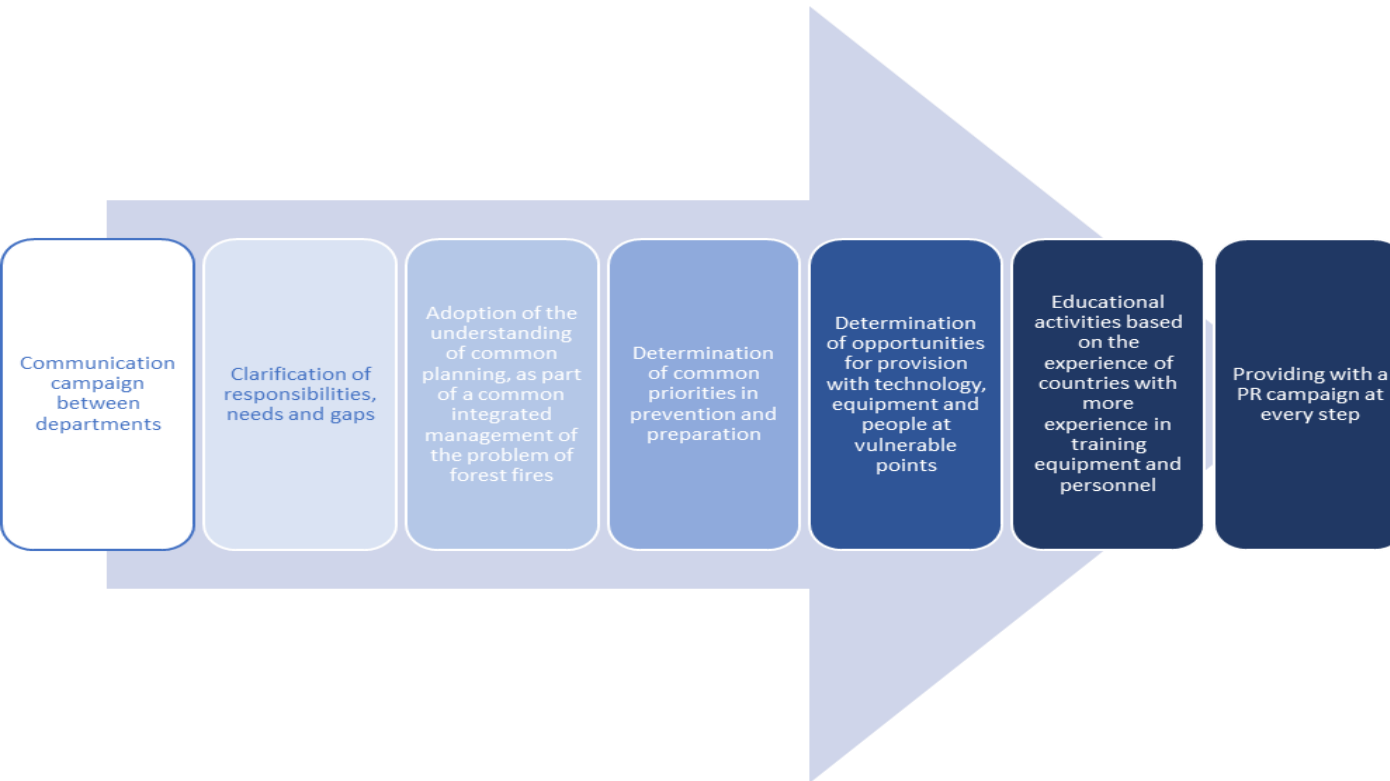 Communication
campaign
between
departments
Clarification of
responsibilities,
needs and gaps
Adoption of the
understanding
of common
planning, as part
of a common
integrated
management of
the problem of
forest fires
Determination
of common
priorities in
prevention and
preparation
Determination
of opportunities
for provision
with technology,
equipment and
people at
vulnerable
points
Educational
activities based
on the
experience of
countries with
more
experience in
training
equipment and
personnel
Providing with a
PR campaign at
every step